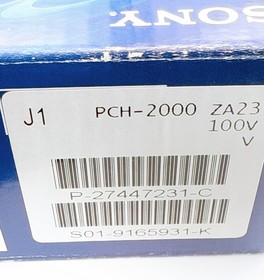 SONY
J1 PCH-2000 ZA23
100V
V
P-27447231-C
S01-9165931-K